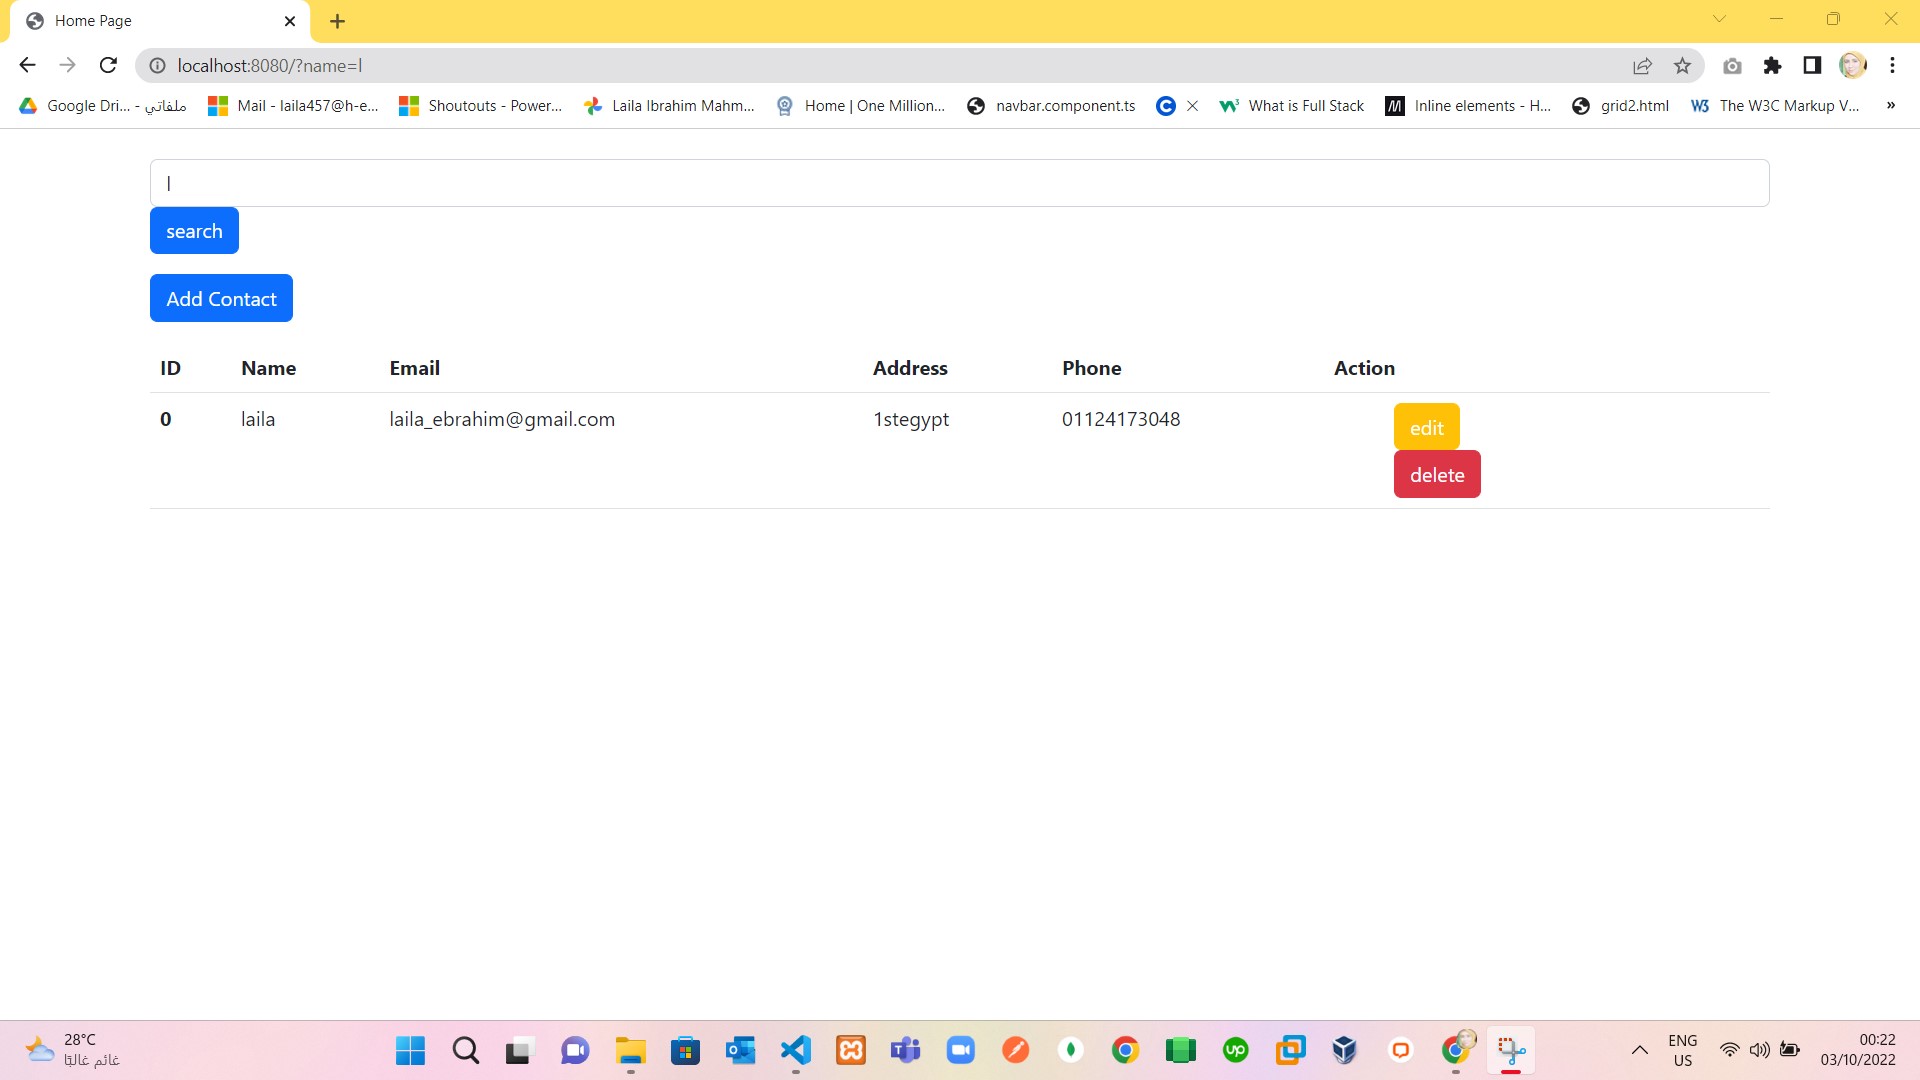 Home Page
localhost:8080/?name=l
Google Dri... - ملفاتي
Mail - laila457@h-e...
Shoutouts - Power...
Laila Ibrahim Mahm...
Home | One Million...
navbar.component.ts
What is Full Stack
Inline elements - H...
grid2.html
The W3C Markup V...
»
l
search
Add Contact
ID Name Email Address Phone Action
0 laila laila_ebrahim@gmail.com 1stegypt 01124173048 edit
delete
28°C
غائم غالبًا
ENG
US
00:22
03/10/2022